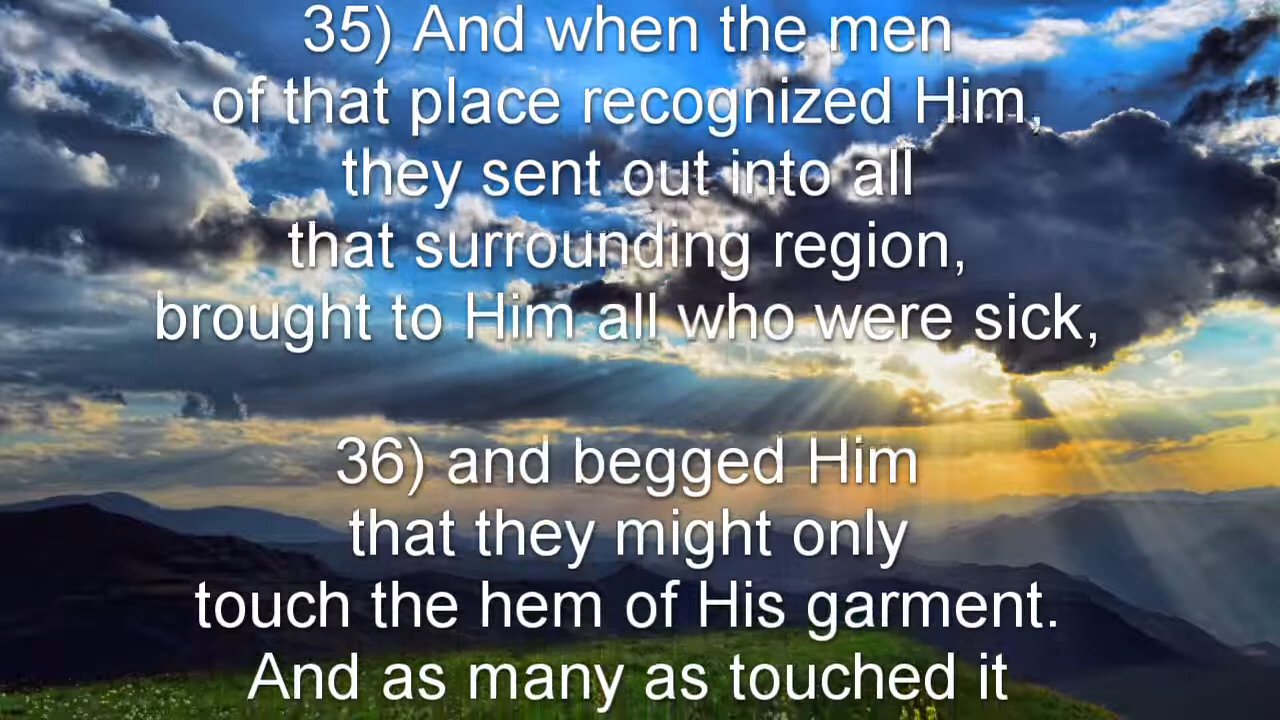 35) And when the men
of that place recognized Him,
they sent out into all
that surrounding region,
brought to Him all who were sick,
36) and begged Him
that they might only
touch the hem of His garment.
And as many as touched it